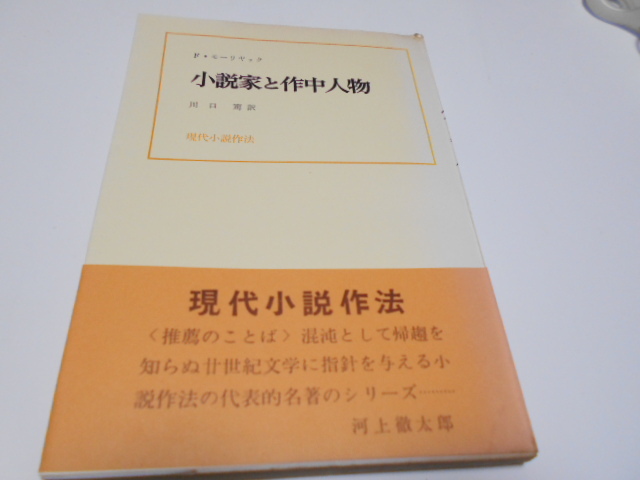 F・モーリヤック
小説家と作中人物
川口篤訳
現代小説作法
現代小説作法
〈推薦のことば〉混沌として帰趨を
知らぬ廿世紀文学に指針を与える小
説作法の代表的名著のシリーズ………
河上徹太郎